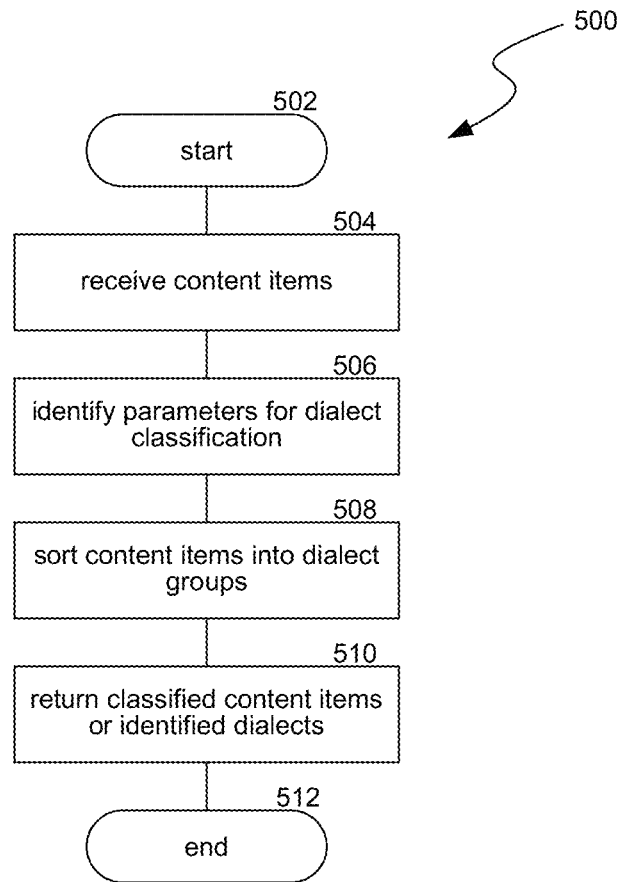 500
502
start
504
receive content items
506
identify parameters for dialect
classification
508
sort content items into dialect
groups
510
return classified content items
or identified dialects
512
end